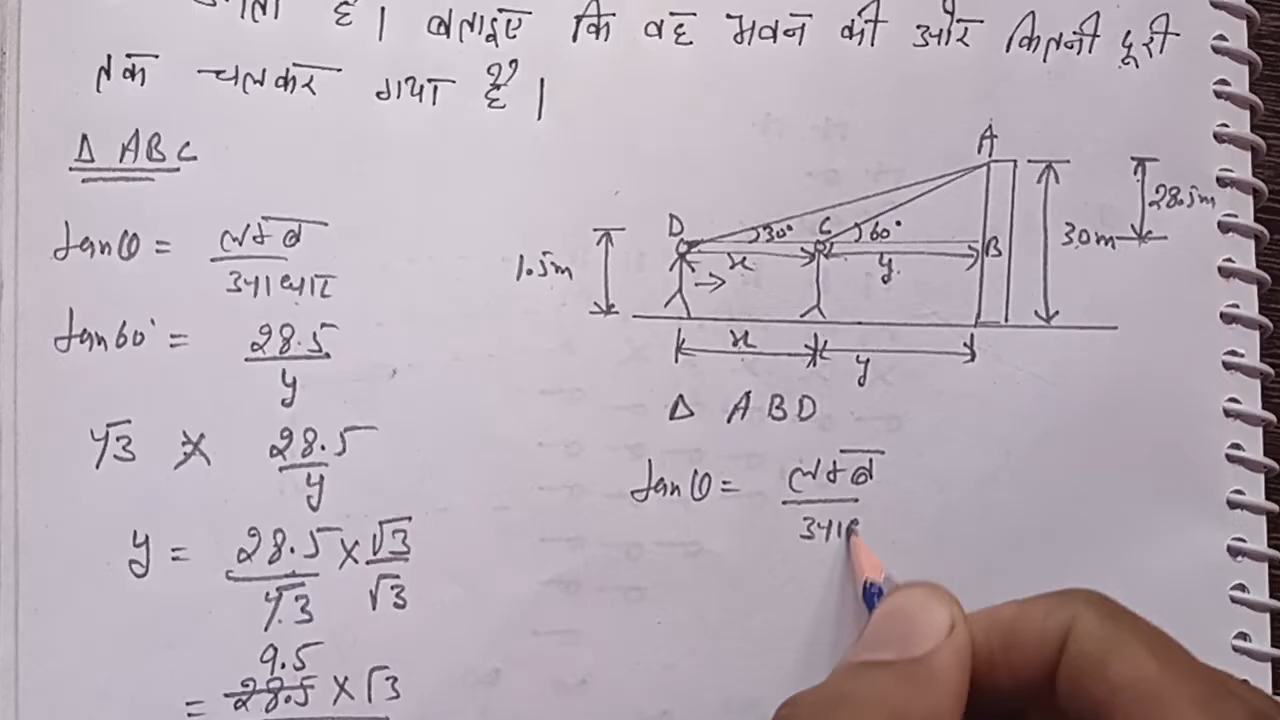 है। बताइए कि वह भवन की ओर कितनी दूरी
तक चलकर गया है।
Δ ABC
tanθ = लम्ब / आधार
tan60° = 28.5 / y
√3 × 28.5 / y
y = 28.5 / √3 × √3 / √3
9.5
= 28.5 × √3
A
D
C
B
30°
60°
x
y
1.5m
30m
28.5m
x
y
Δ ABD
tanθ = लम्ब